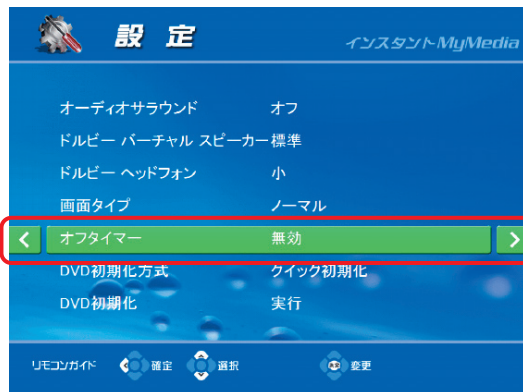 設 定
インスタントMyMedia
オーディオサラウンド オフ
ドルビー バーチャル スピーカー 標準
ドルビー ヘッドフォン 小
画面タイプ ノーマル
オフタイマー 無効
DVD初期化方式 クイック初期化
DVD初期化 実行
リモコンガイド 確定 選択 変更